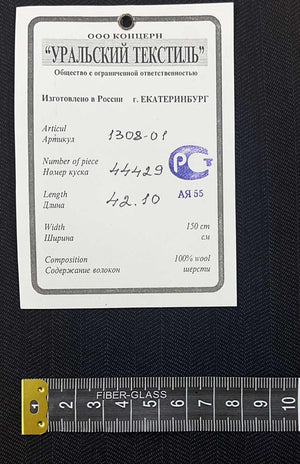 ООО КОНЦЕРН
"УРАЛЬСКИЙ ТЕКСТИЛЬ"
Общество с ограниченной ответственностью
Изготовлено в России г. ЕКАТЕРИНБУРГ
Articul
Артикул 1308-01
Number of piece
Номер куска 44429
РСТ
Length
Длина 42.10
АЯ 55
Width 150 cm
Ширина см
Composition 100% wool
Содержание волокон шерсти
FIBER-GLASS
1 2 3 4 5 6 7 8 9 10